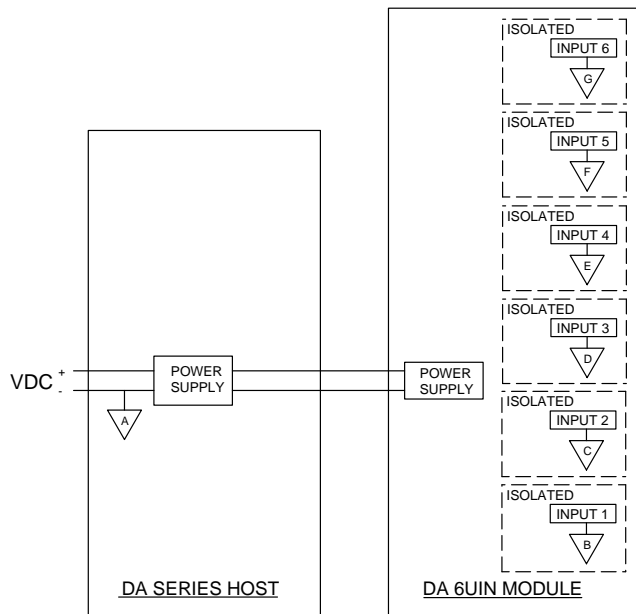 ISOLATED
INPUT 6
G
ISOLATED
INPUT 5
F
ISOLATED
INPUT 4
E
ISOLATED
INPUT 3
D
ISOLATED
INPUT 2
C
ISOLATED
INPUT 1
B
VDC
+
-
A
POWER
SUPPLY
POWER
SUPPLY
DA SERIES HOST
DA 6UIN MODULE